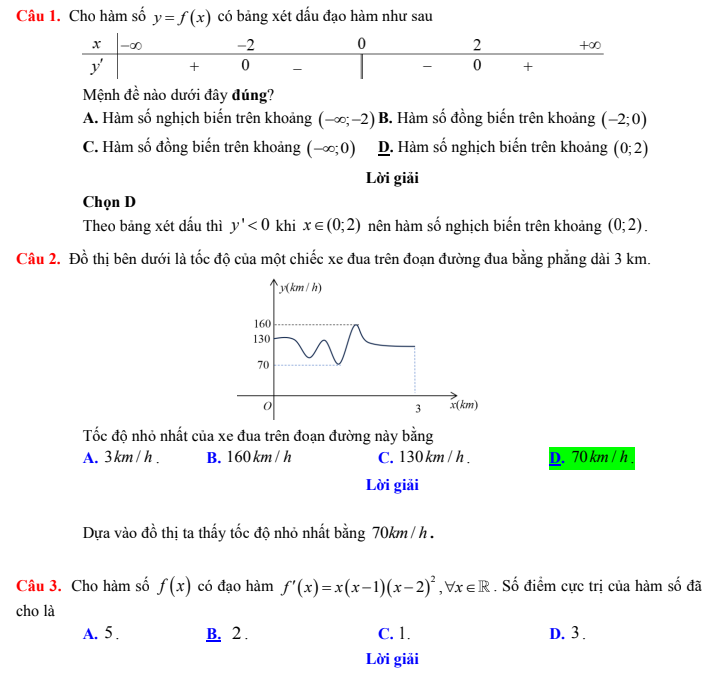 Câu 1. Cho hàm số y = f(x) có bảng xét dấu đạo hàm như sau
x −∞ −2 0 2 +∞
y' + 0 − || − 0 +
Mệnh đề nào dưới đây đúng?
A. Hàm số nghịch biến trên khoảng (−∞;−2) B. Hàm số đồng biến trên khoảng (−2;0)
C. Hàm số đồng biến trên khoảng (−∞;0) D. Hàm số nghịch biến trên khoảng (0;2)
Lời giải
Chọn D
Theo bảng xét dấu thì y' < 0 khi x ∈ (0;2) nên hàm số nghịch biến trên khoảng (0;2).
Câu 2. Đồ thị bên dưới là tốc độ của một chiếc xe đua trên đoạn đường đua bằng phẳng dài 3 km.
y(km / h)
160
130
70
O 3 x(km)
Tốc độ nhỏ nhất của xe đua trên đoạn đường này bằng
A. 3km / h . B. 160km / h C. 130km / h . D. 70km / h .
Lời giải
Dựa vào đồ thị ta thấy tốc độ nhỏ nhất bằng 70km / h .
Câu 3. Cho hàm số f(x) có đạo hàm f'(x) = x(x−1)(x−2)², ∀x ∈ ℝ . Số điểm cực trị của hàm số đã
cho là
A. 5 . B. 2 . C. 1. D. 3 .
Lời giải